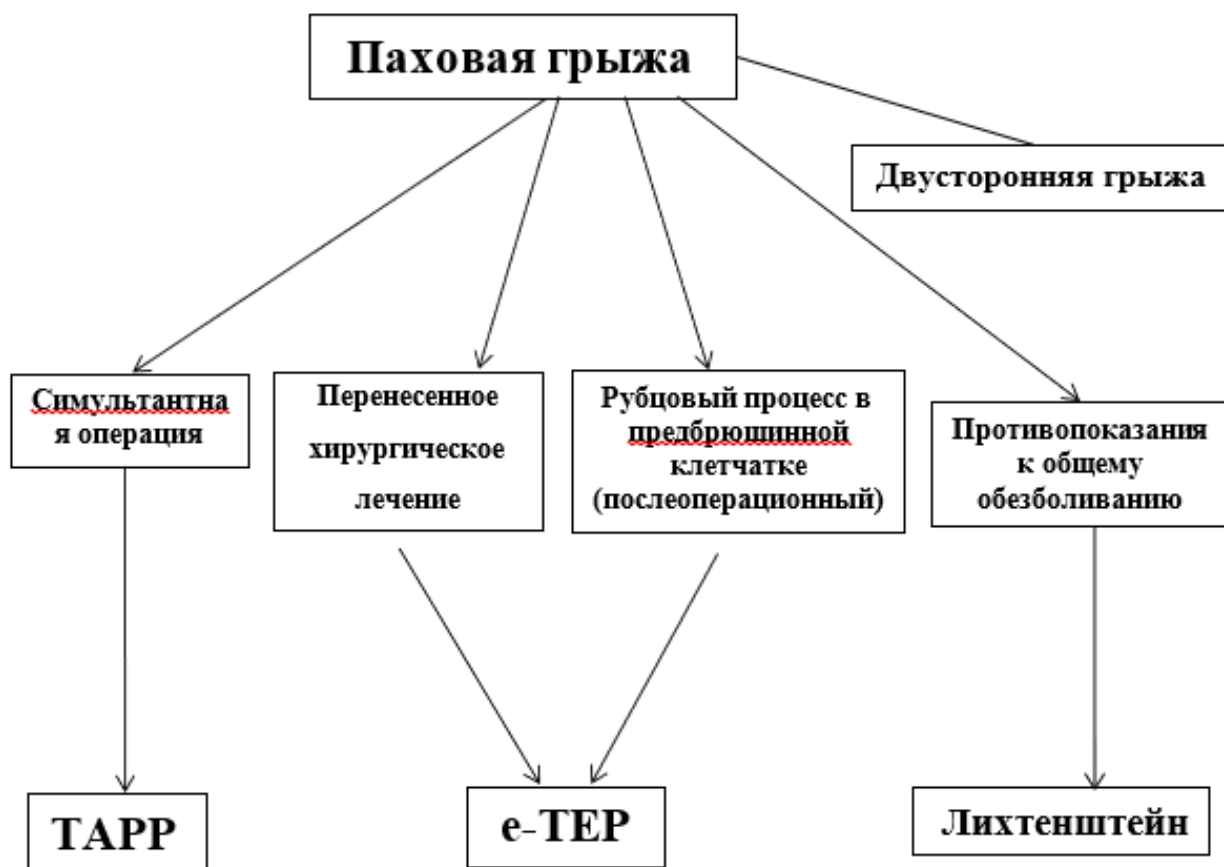 Паховая грыжа
Двусторонняя грыжа
Симультантна
я операция
Перенесенное
хирургическое
лечение
Рубцовый процесс в
предбрюшинной
клетчатке
(послеоперационный)
Противопоказания
к общему
обезболиванию
TAPP
e-TEP
Лихтенштейн